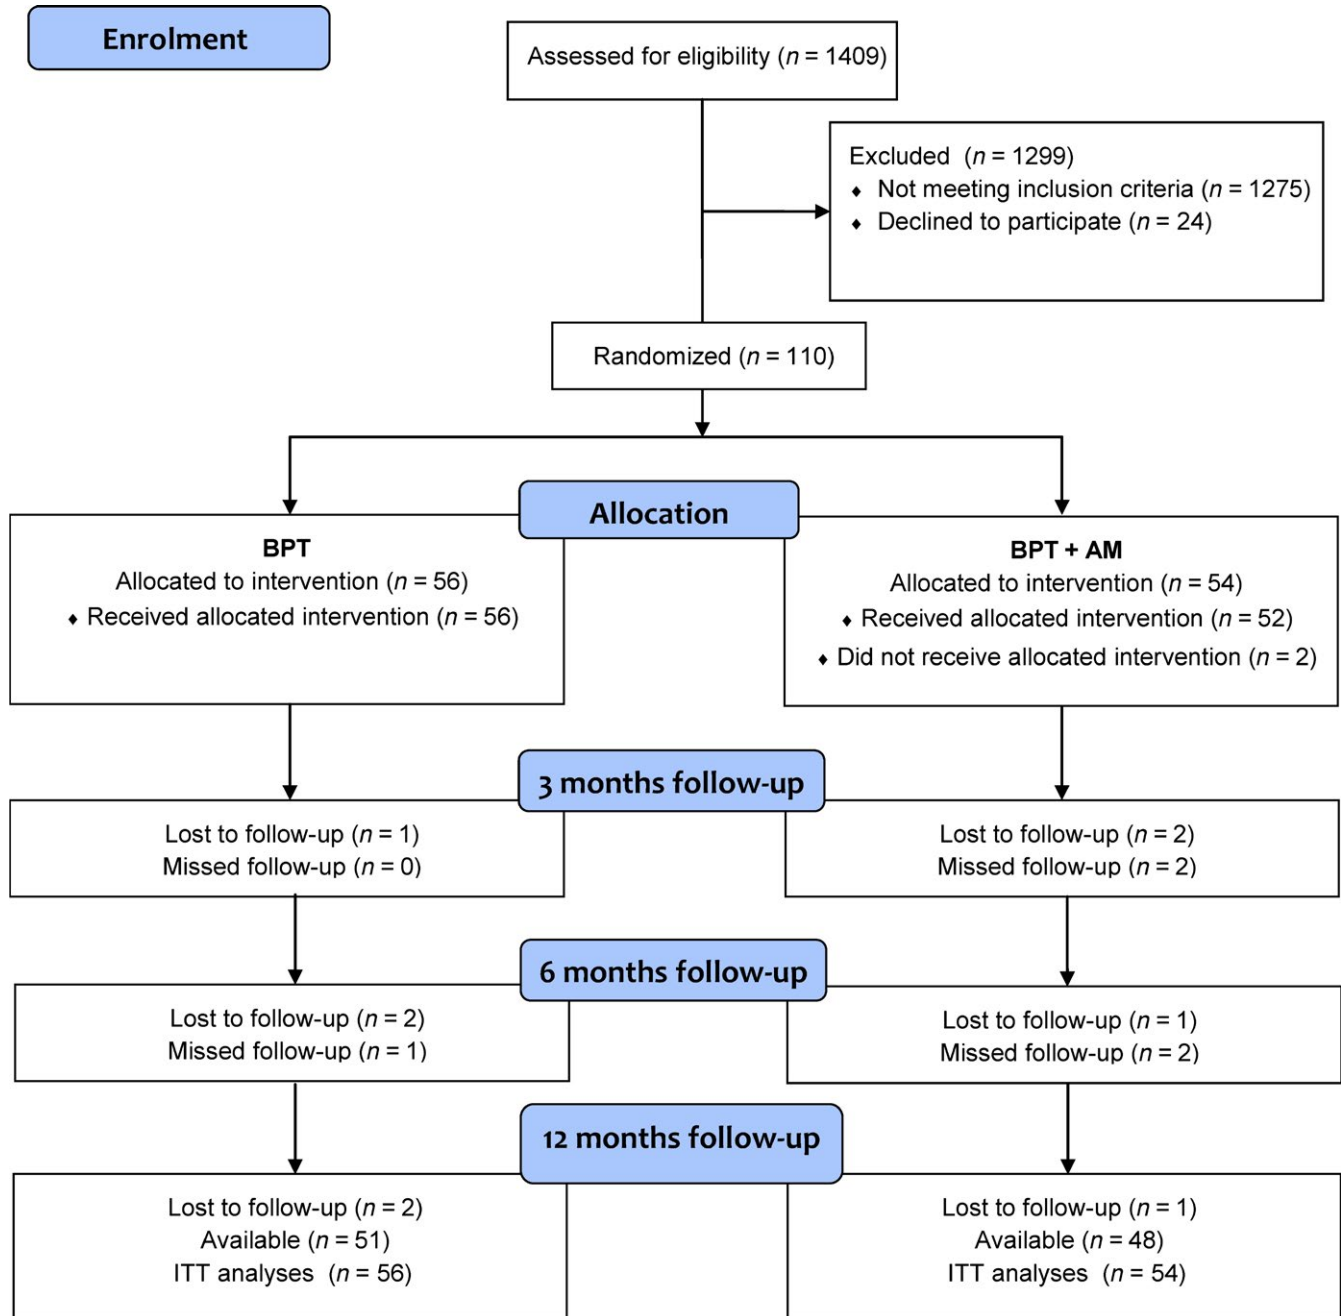 Enrolment
Assessed for eligibility (n = 1409)
Excluded (n = 1299)
♦ Not meeting inclusion criteria (n = 1275)
♦ Declined to participate (n = 24)
Randomized (n = 110)
Allocation
BPT
Allocated to intervention (n = 56)
♦ Received allocated intervention (n = 56)
BPT + AM
Allocated to intervention (n = 54)
♦ Received allocated intervention (n = 52)
♦ Did not receive allocated intervention (n = 2)
3 months follow-up
Lost to follow-up (n = 1)
Missed follow-up (n = 0)
Lost to follow-up (n = 2)
Missed follow-up (n = 2)
6 months follow-up
Lost to follow-up (n = 2)
Missed follow-up (n = 1)
Lost to follow-up (n = 1)
Missed follow-up (n = 2)
12 months follow-up
Lost to follow-up (n = 2)
Available (n = 51)
ITT analyses (n = 56)
Lost to follow-up (n = 1)
Available (n = 48)
ITT analyses (n = 54)